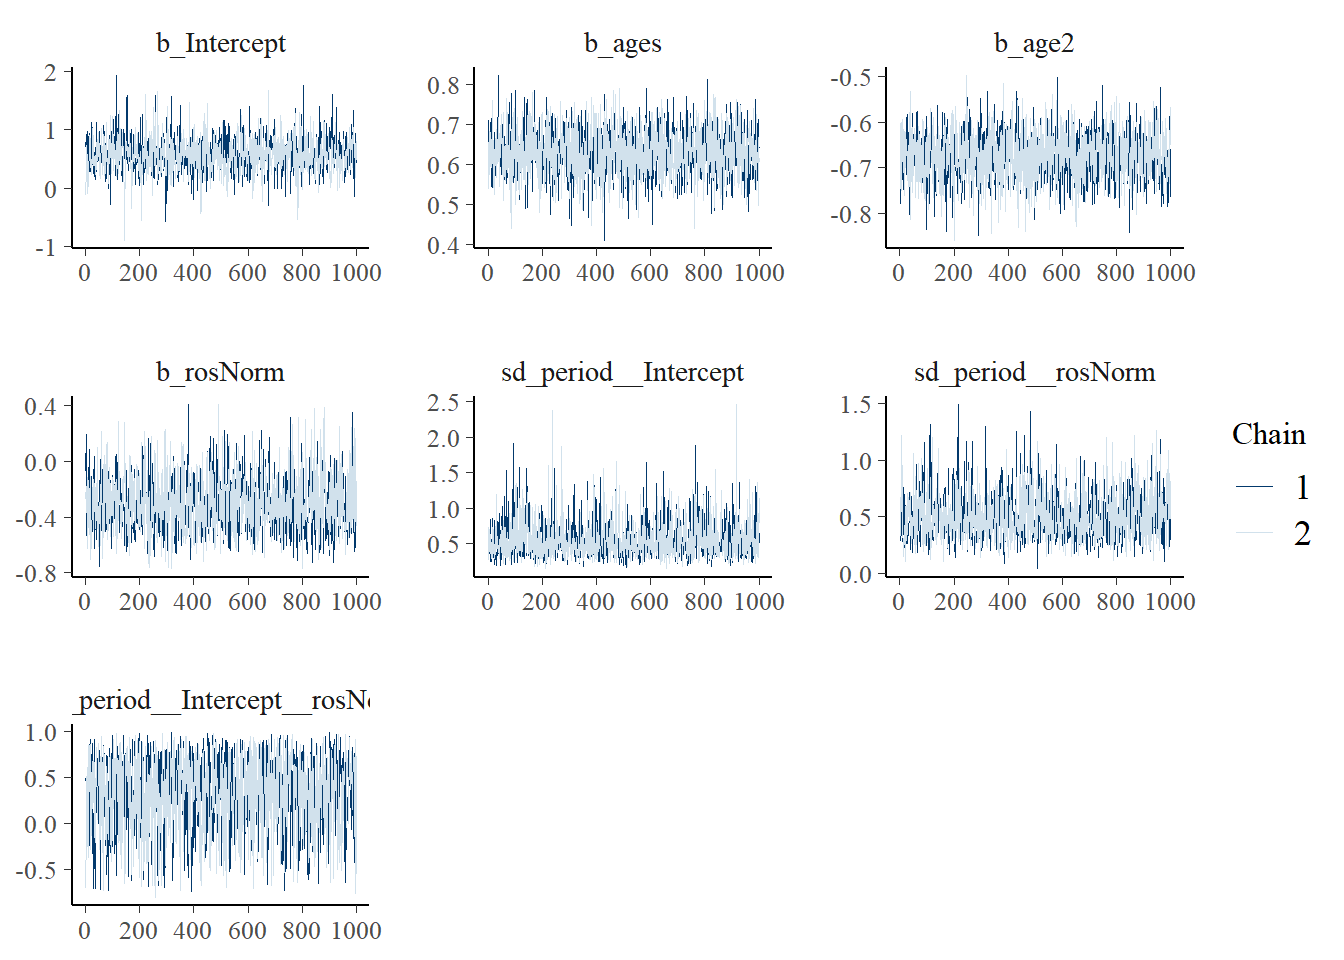 b_Intercept b_ages b_age2
2
1
0
-1
0 200 400 600 800 1000
0.8
0.7
0.6
0.5
0.4
0 200 400 600 800 1000
-0.5
-0.6
-0.7
-0.8
0 200 400 600 800 1000
b_rosNorm sd_period__Intercept sd_period__rosNorm
0.4
0.0
-0.4
-0.8
0 200 400 600 800 1000
2.5
2.0
1.5
1.0
0.5
0 200 400 600 800 1000
1.5
1.0
0.5
0.0
0 200 400 600 800 1000
Chain
1
2
_period__Intercept__rosN
1.0
0.5
0.0
-0.5
0 200 400 600 800 1000